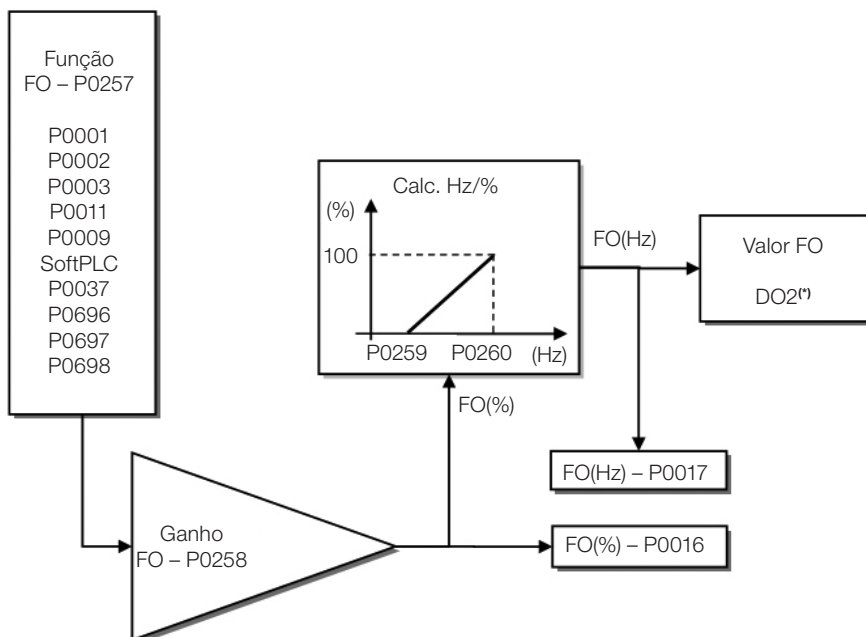 Função
FO – P0257
P0001
P0002
P0003
P0011
P0009
SoftPLC
P0037
P0696
P0697
P0698
Ganho
FO – P0258
Calc. Hz/%
(%)
100
P0259
P0260
(Hz)
FO(%)
FO(Hz)
Valor FO
DO2(*)
FO(Hz) – P0017
FO(%) – P0016